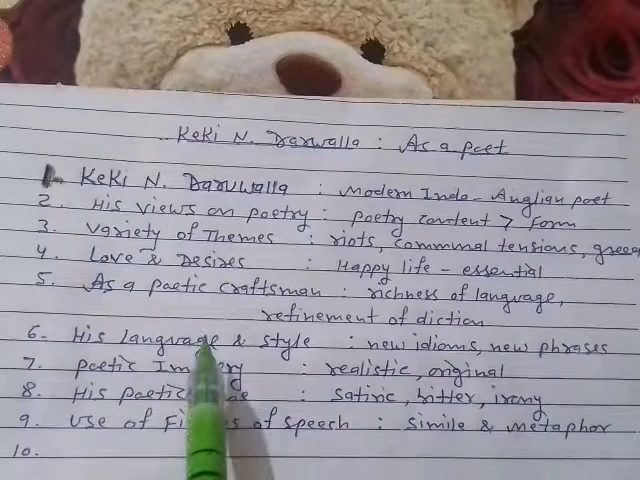 Keki N. Daruwalla : As a poet
1. Keki N. Daruwalla : Modern Indo-Anglian poet
2. His views on poetry : poetry content > form
3. Variety of Themes : riots, communal tensions,
4. Love & Desires : Happy life - essential
5. As a poetic craftsman : richness of language,
refinement of diction
6. His language & style : new idioms, new phrases
7. Poetic : realistic, original
8. His poetic : satiric, bitter, irony
9. Use of of speech : simile & metaphor
10.